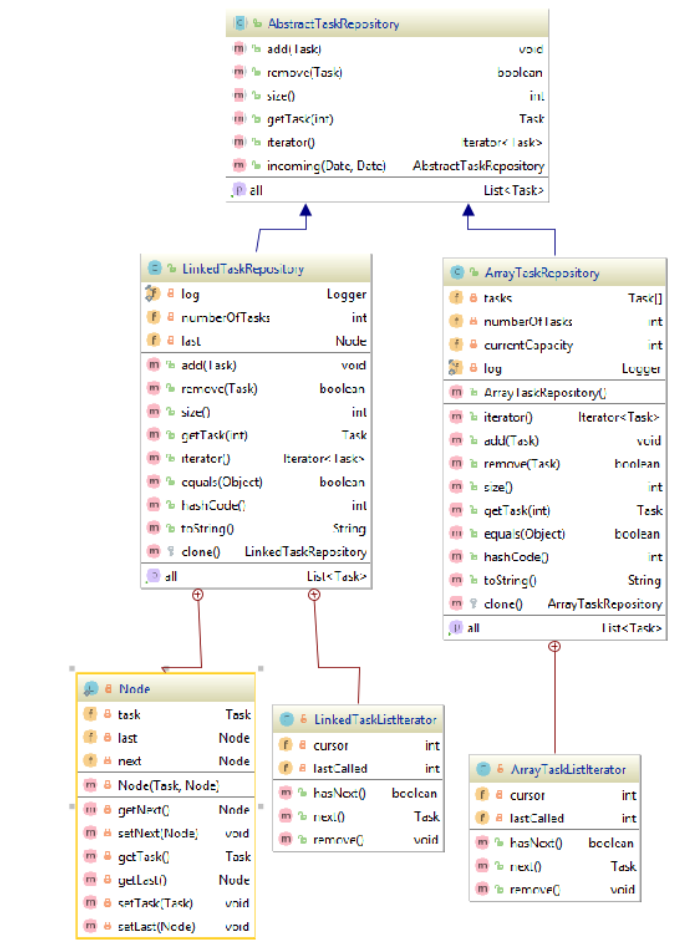 AbstractTaskRepository
add(Task) void
remove(Task) boolean
size() int
getTask(int) Task
iterator() Iterator<Task>
incoming(Date, Date) AbstractTaskRepository
all List<Task>
LinkedTaskRepository
log Logger
numberOfTasks int
last Node
add(Task) void
remove(Task) boolean
size() int
getTask(int) Task
iterator() Iterator<Task>
equals(Object) boolean
hashCode() int
toString() String
clone() LinkedTaskRepository
all List<Task>
ArrayTaskRepository
tasks Task[]
numberOfTasks int
currentCapacity int
log Logger
ArrayTaskRepository()
iterator() Iterator<Task>
add(Task) void
remove(Task) boolean
size() int
getTask(int) Task
equals(Object) boolean
hashCode() int
toString() String
clone() ArrayTaskRepository
all List<Task>
Node
task Task
last Node
next Node
Node(Task, Node)
getNext() Node
setNext(Node) void
getTask() Task
getLast() Node
setTask(Task) void
setLast(Node) void
LinkedTaskListIterator
cursor int
lastCalled int
hasNext() boolean
next() Task
remove() void
ArrayTaskListIterator
cursor int
lastCalled int
hasNext() boolean
next() Task
remove() void